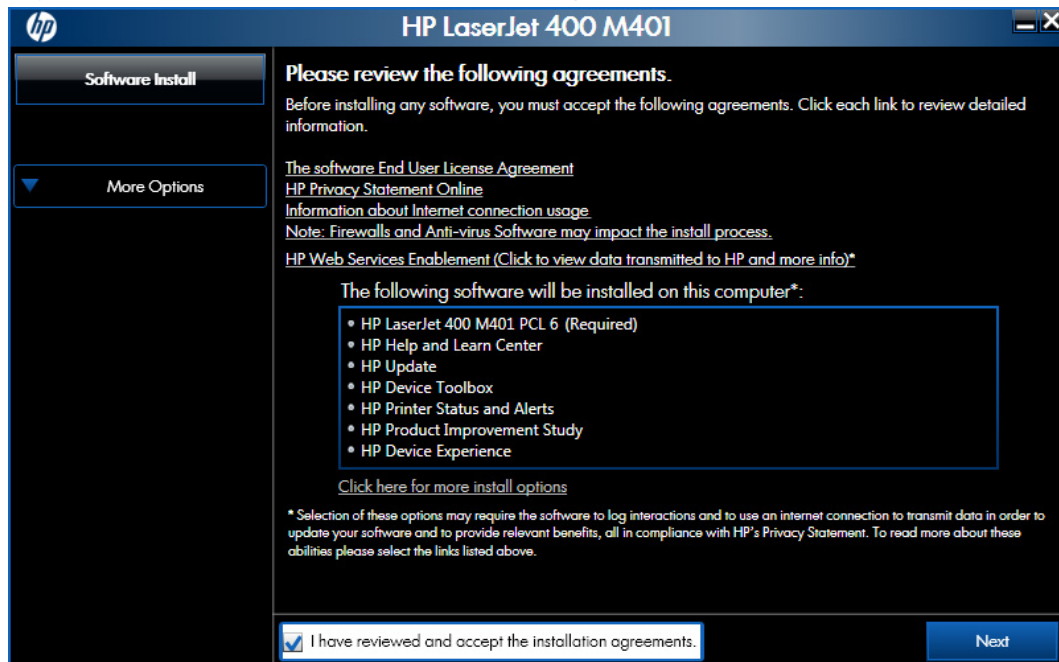 hp
HP LaserJet 400 M401
Software Install
More Options
Please review the following agreements.
Before installing any software, you must accept the following agreements. Click each link to review detailed
information.
The software End User License Agreement
HP Privacy Statement Online
Information about Internet connection usage
Note: Firewalls and Anti-virus Software may impact the install process.
HP Web Services Enablement (Click to view data transmitted to HP and more info)*
The following software will be installed on this computer*:
• HP LaserJet 400 M401 PCL 6 (Required)
• HP Help and Learn Center
• HP Update
• HP Device Toolbox
• HP Printer Status and Alerts
• HP Product Improvement Study
• HP Device Experience
Click here for more install options
* Selection of these options may require the software to log interactions and to use an internet connection to transmit data in order to
update your software and to provide relevant benefits, all in compliance with HP's Privacy Statement. To read more about these
abilities please select the links listed above.
I have reviewed and accept the installation agreements.
Next